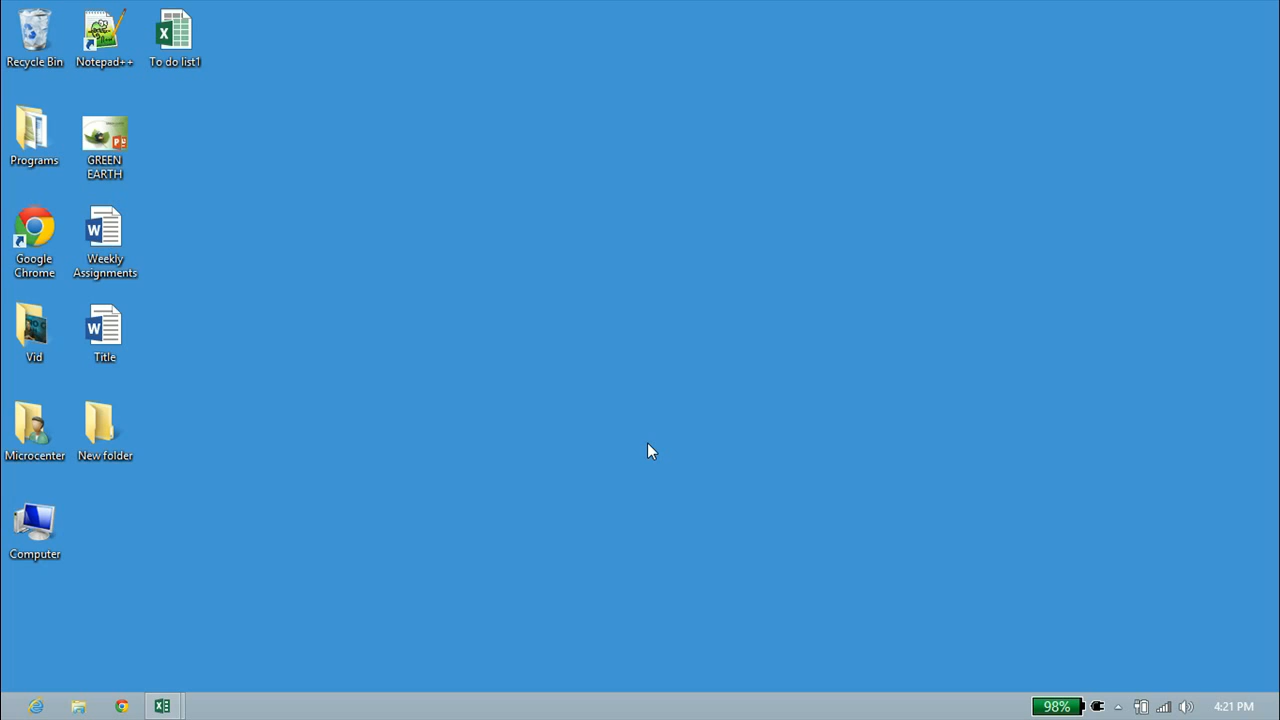 Recycle Bin
Notepad++
To do list1
Programs
GREEN
EARTH
Google
Chrome
Weekly
Assignments
Vid
Title
Microcenter
New folder
Computer
98%
4:21 PM